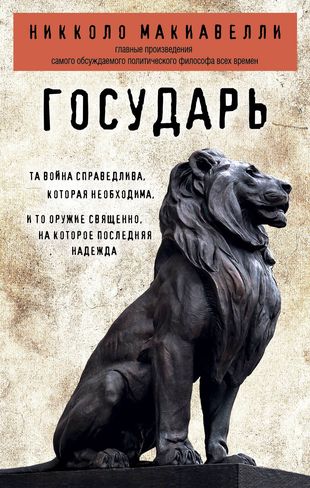 НИККОЛО МАКИАВЕЛЛИ
главные произведения
самого обсуждаемого политического философа всех времен
ГОСУДАРЬ
ТА ВОЙНА СПРАВЕДЛИВА,
КОТОРАЯ НЕОБХОДИМА,
И ТО ОРУЖИЕ СВЯЩЕННО,
НА КОТОРОЕ ПОСЛЕДНЯЯ
НАДЕЖДА